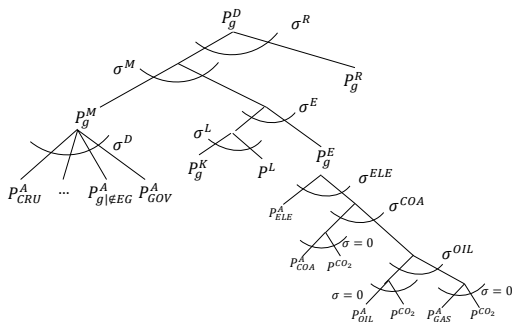 P_g^D
σ^R
σ^M
P_g^R
P_g^M
σ^E
σ^D
σ^L
P_g^K
P^L
P_g^E
P_CRU^A ... P_g|∉EG^A P_GOV^A
σ^ELE
P_ELE^A
σ^COA
σ = 0
P_COA^A P^CO₂
σ^OIL
σ = 0 σ = 0
P_OIL^A P^CO₂ P_GAS^A P^CO₂